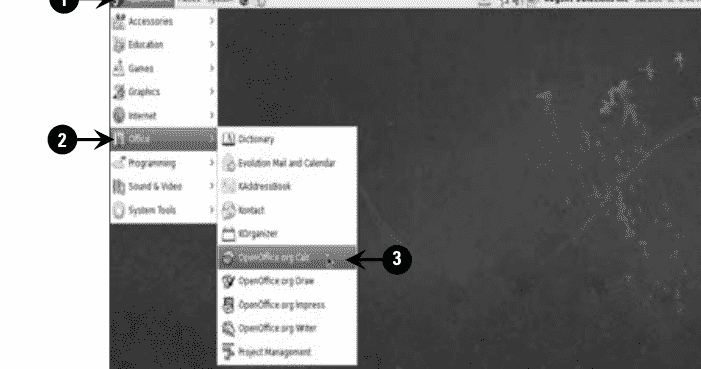 1
Accessories
Education
Games
Graphics
Internet
2
Office
Dictionary
Programming
Evolution Mail and Calendar
Sound & Video
KAddressBook
System Tools
Kontact
KOrganizer
OpenOffice.org Calc
3
OpenOffice.org Draw
OpenOffice.org Impress
OpenOffice.org Writer
Project Management